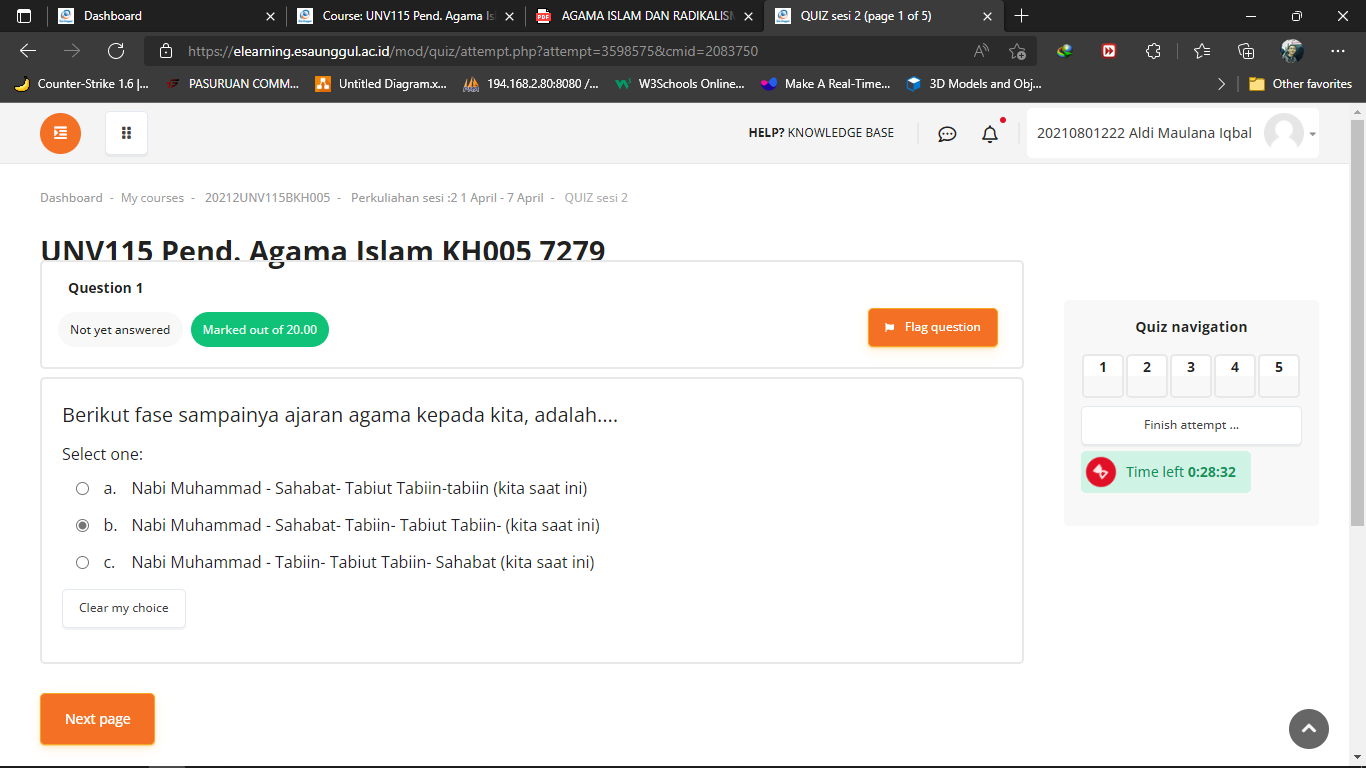 Dashboard
Course: UNV115 Pend. Agama Is
AGAMA ISLAM DAN RADIKALISM
QUIZ sesi 2 (page 1 of 5)
https://elearning.esaunggul.ac.id/mod/quiz/attempt.php?attempt=3598575&cmid=2083750
Counter-Strike 1.6 |...
PASURUAN COMM...
Untitled Diagram.x...
194.168.2.80:8080 /...
W3Schools Online...
Make A Real-Time...
3D Models and Obj...
Other favorites
HELP? KNOWLEDGE BASE
20210801222 Aldi Maulana Iqbal
Dashboard - My courses - 20212UNV115BKH005 - Perkuliahan sesi :2 1 April - 7 April - QUIZ sesi 2
UNV115 Pend. Agama Islam KH005 7279
Question 1
Not yet answered
Marked out of 20.00
Flag question
Berikut fase sampainya ajaran agama kepada kita, adalah....
Select one:
a. Nabi Muhammad - Sahabat- Tabiut Tabiin-tabiin (kita saat ini)
b. Nabi Muhammad - Sahabat- Tabiin- Tabiut Tabiin- (kita saat ini)
c. Nabi Muhammad - Tabiin- Tabiut Tabiin- Sahabat (kita saat ini)
Clear my choice
Next page
Quiz navigation
1 2 3 4 5
Finish attempt ...
Time left 0:28:32